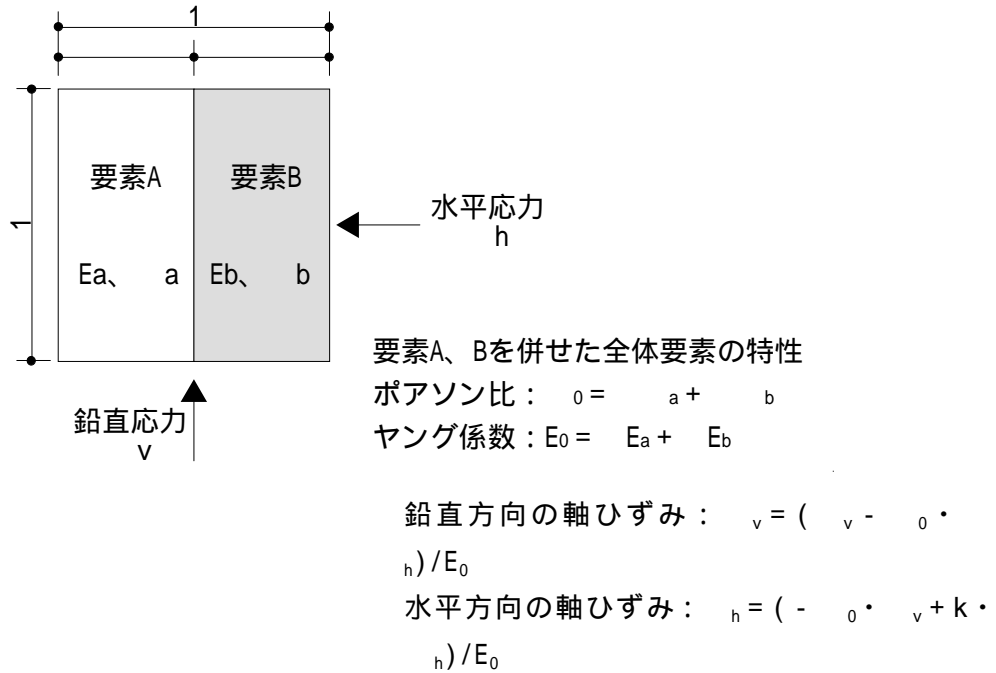 1
1
要素A 要素B
水平応力
h
Ea、 a Eb、 b
要素A、Bを併せた全体要素の特性
ポアソン比： 0 = a + b
ヤング係数：E0 = Ea + Eb
鉛直応力
v
鉛直方向の軸ひずみ： v = ( v - 0・
h)/E0
水平方向の軸ひずみ： h = ( - 0・ v + k・
h)/E0